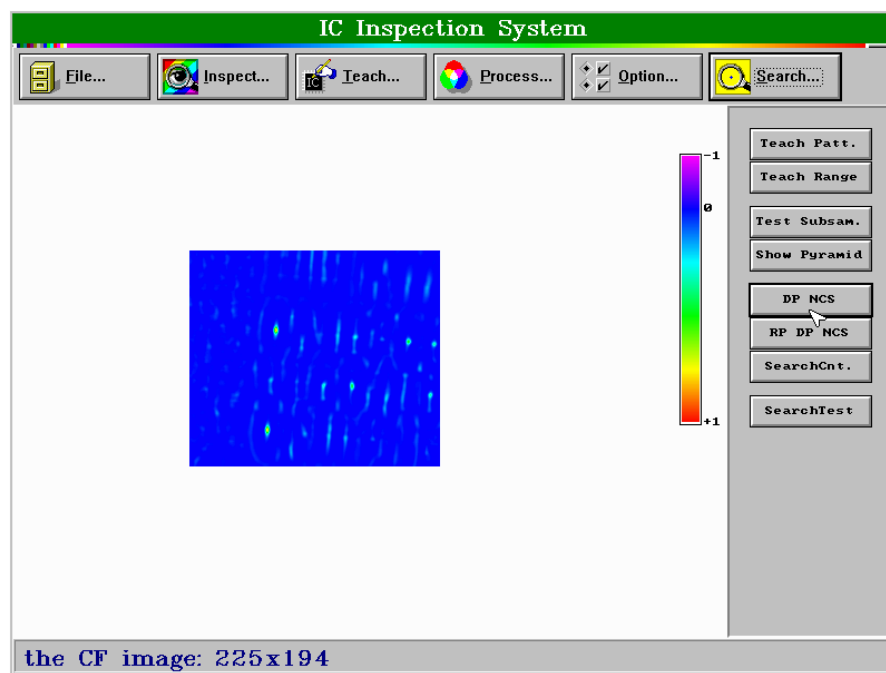 IC Inspection System
File... Inspect... Teach... Process... Option... Search...
Teach Patt.
-1
Teach Range
0
Test Subsam.
Show Pyramid
DP NCS
RP DP NCS
SearchCnt.
SearchTest
+1
the CF image: 225x194